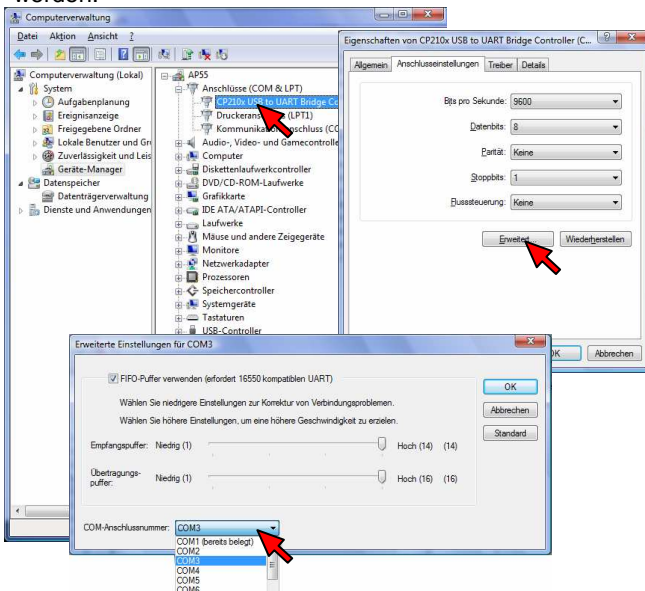 werden.
Computerverwaltung
Datei Aktion Ansicht ?
Computerverwaltung (Lokal)
System
Aufgabenplanung
Ereignisanzeige
Freigegebene Ordner
Lokale Benutzer und Gr
Zuverlässigkeit und Leis
Geräte-Manager
Datenspeicher
Datenträgerverwaltung
Dienste und Anwendungen
AP55
Anschlüsse (COM & LPT)
CP210x USB to UART Bridge Co
(LPT1)
Audio-, Video- und Gamecontrolle
Computer
Diskettenlaufwerkcontroller
DVD/CD-ROM-Laufwerke
Grafikkarte
IDE ATA/ATAPI-Controller
Laufwerke
Mäuse und andere Zeigegeräte
Monitore
Netzwerkadapter
Prozessoren
Speichercontroller
Systemgeräte
Tastaturen
USB-Controller
Eigenschaften von CP210x USB to UART Bridge Controller (C...
Allgemein Anschlusseinstellungen Treiber Details
Bits pro Sekunde: 9600
Datenbits: 8
Parität: Keine
Stoppbits: 1
Flusssteuerung: Keine
Erweitert... Wiederherstellen
OK Abbrechen
Erweiterte Einstellungen für COM3
FIFO-Puffer verwenden (erfordert 16550 kompatiblen UART)
Wählen Sie niedrigere Einstellungen zur Korrektur von Verbindungsproblemen.
Wählen Sie höhere Einstellungen, um eine höhere Geschwindigkeit zu erzielen.
Empfangspuffer: Niedrig (1) Hoch (14) (14)
Übertragungs-
puffer: Niedrig (1) Hoch (16) (16)
OK
Abbrechen
Standard
COM-Anschlussnummer: COM3
COM1 (bereits belegt)
COM2
COM3
COM4
COM5
COM6